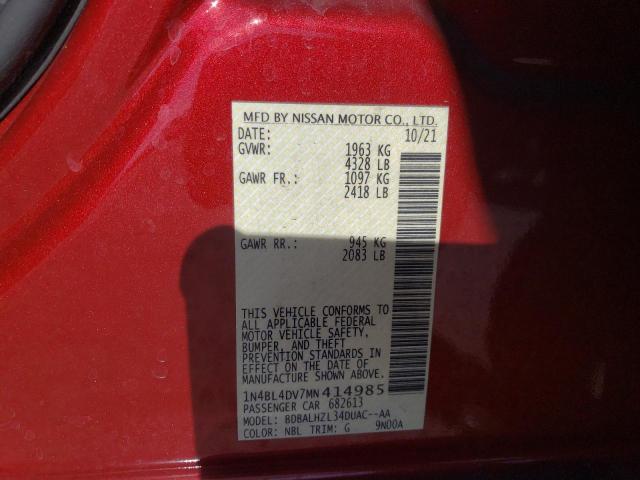 MFD BY NISSAN MOTOR CO., LTD.
DATE: 10/21
GVWR: 1963 KG
4328 LB
GAWR FR.: 1097 KG
2418 LB
GAWR RR.: 945 KG
2083 LB
THIS VEHICLE CONFORMS TO
ALL APPLICABLE FEDERAL
MOTOR VEHICLE SAFETY,
BUMPER, AND THEFT
PREVENTION STANDARDS IN
EFFECT ON THE DATE OF
MANUFACTURE SHOWN ABOVE.
1N4BL4DV7MN414985
PASSENGER CAR 682613
MODEL: BDBALHZL34DUAC--AA
COLOR: NBL TRIM: G 9N00A